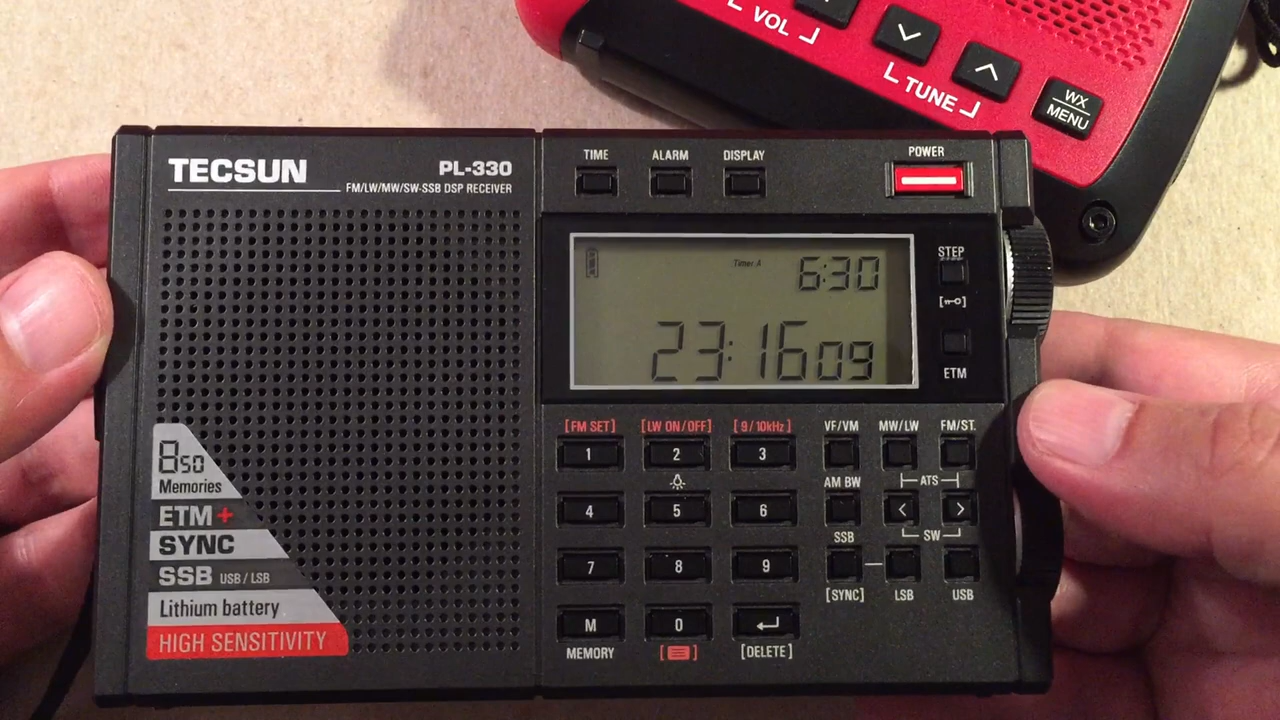 VOL
TUNE
WX
MENU
TECSUN
PL-330
FM/LW/MW/SW-SSB DSP RECEIVER
TIME ALARM DISPLAY POWER
Timer A 6:30
23:16 09
STEP
ETM
850
Memories
ETM+
SYNC
SSB USB / LSB
Lithium battery
HIGH SENSITIVITY
[FM SET] [LW ON/OFF] [9/10kHz] VF/VM MW/LW FM/ST.
1 2 3
AM BW ATS
4 5 6 < >
SSB SW
7 8 9
[SYNC] LSB USB
M 0
MEMORY [DELETE]